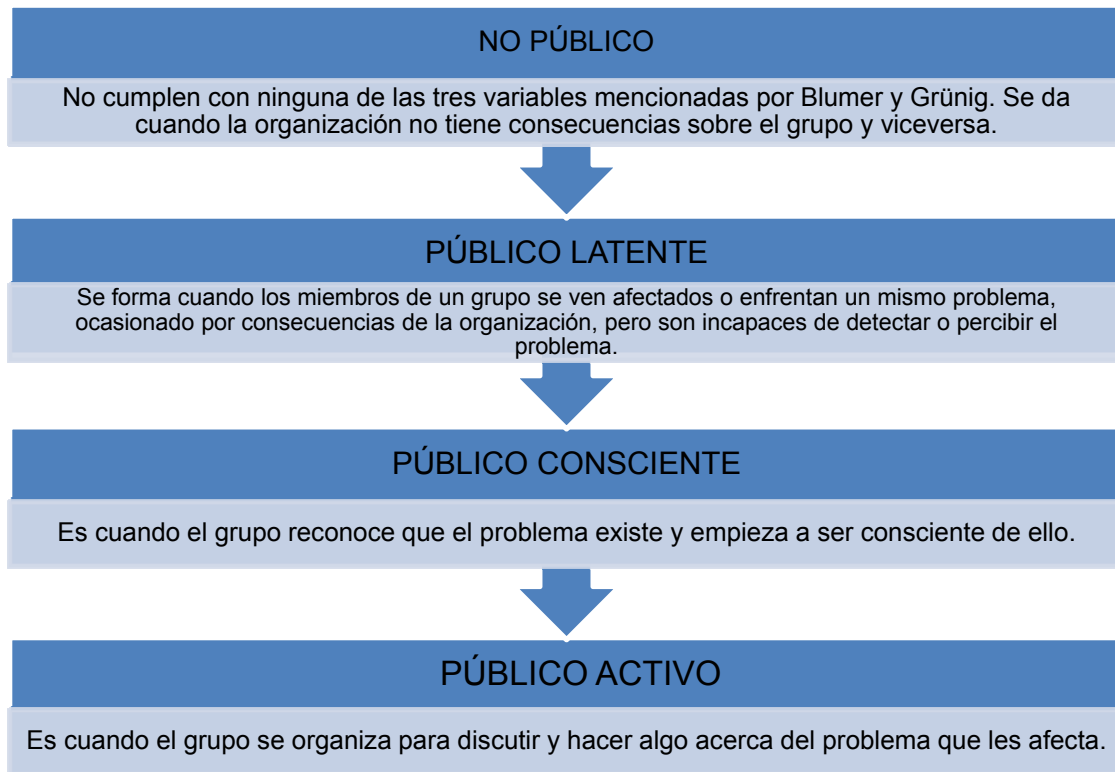 NO PÚBLICO
No cumplen con ninguna de las tres variables mencionadas por Blumer y Grünig. Se da
cuando la organización no tiene consecuencias sobre el grupo y viceversa.
PÚBLICO LATENTE
Se forma cuando los miembros de un grupo se ven afectados o enfrentan un mismo problema,
ocasionado por consecuencias de la organización, pero son incapaces de detectar o percibir el
problema.
PÚBLICO CONSCIENTE
Es cuando el grupo reconoce que el problema existe y empieza a ser consciente de ello.
PÚBLICO ACTIVO
Es cuando el grupo se organiza para discutir y hacer algo acerca del problema que les afecta.